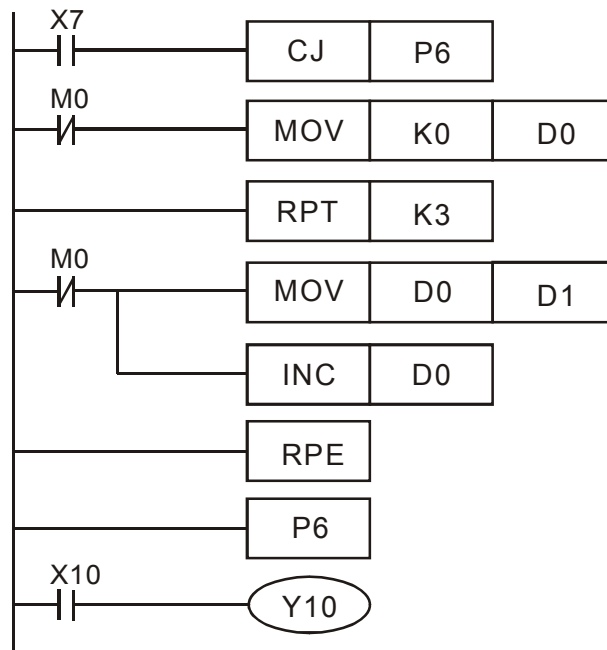 X7
CJ P6
M0
MOV K0 D0
RPT K3
M0
MOV D0 D1
INC D0
RPE
P6
X10
Y10